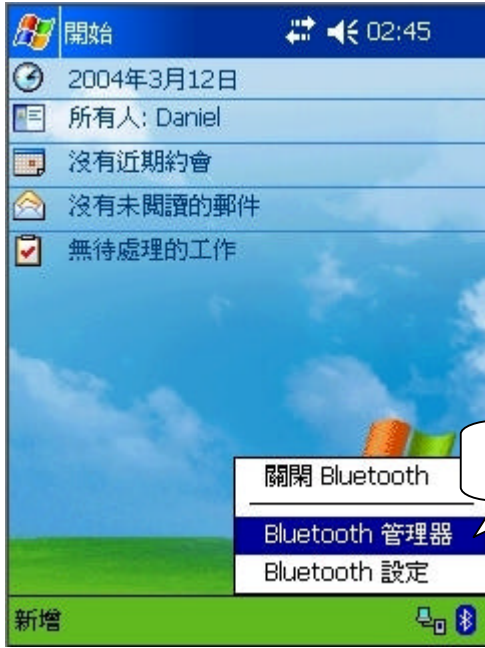 開始 02:45
2004年3月12日
所有人: Daniel
沒有近期約會
沒有未閱讀的郵件
無待處理的工作
關閑 Bluetooth
Bluetooth 管理器
Bluetooth 設定
新增